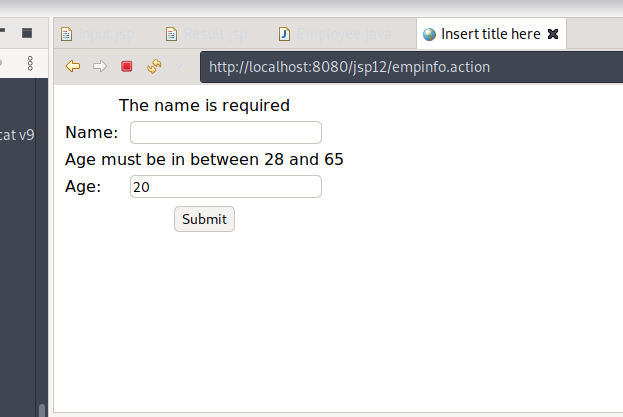 Input.jsp Result.jsp Employee.java Insert title here
http://localhost:8080/jsp12/empinfo.action
The name is required
cat v9
Name:
Age must be in between 28 and 65
Age: 20
Submit